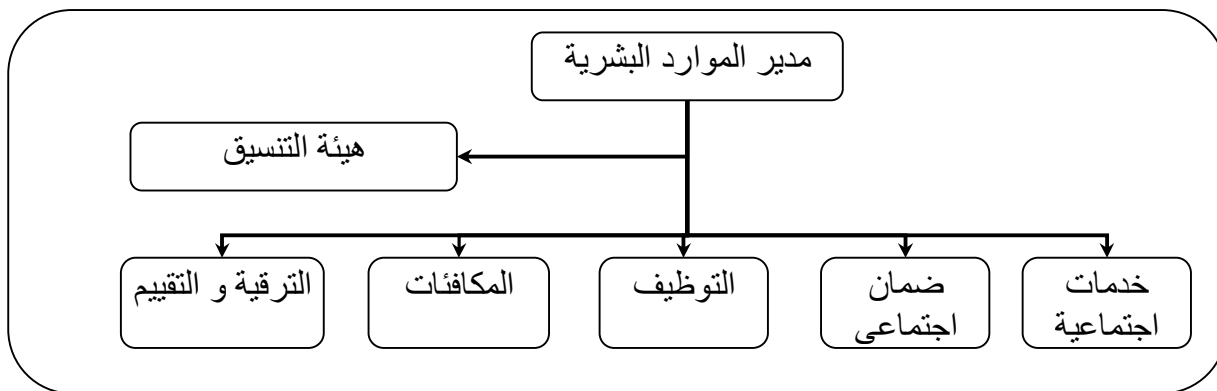 مدير الموارد البشرية
هيئة التنسيق
خدمات
اجتماعية
ضمان
اجتماعي
التوظيف
المكافئات
الترقية و التقييم